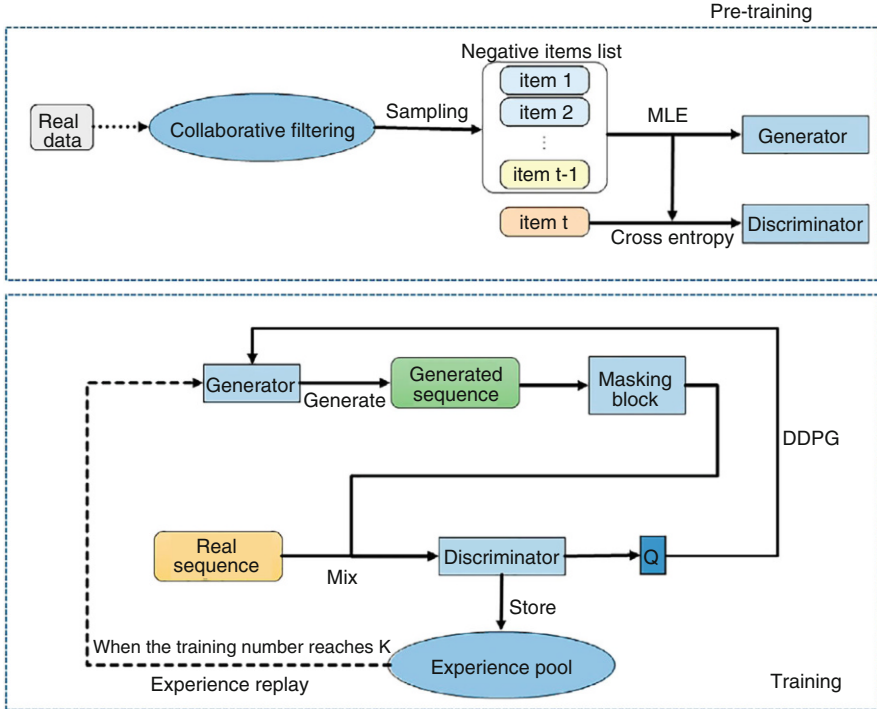 Pre-training
Negative items list
item 1
item 2
⋮
item t-1
item t
Real
data
Collaborative filtering
Sampling
MLE
Generator
Cross entropy
Discriminator
Generator
Generate
Generated
sequence
Masking
block
DDPG
Real
sequence
Mix
Discriminator
Q
Store
When the training number reaches K
Experience replay
Experience pool
Training